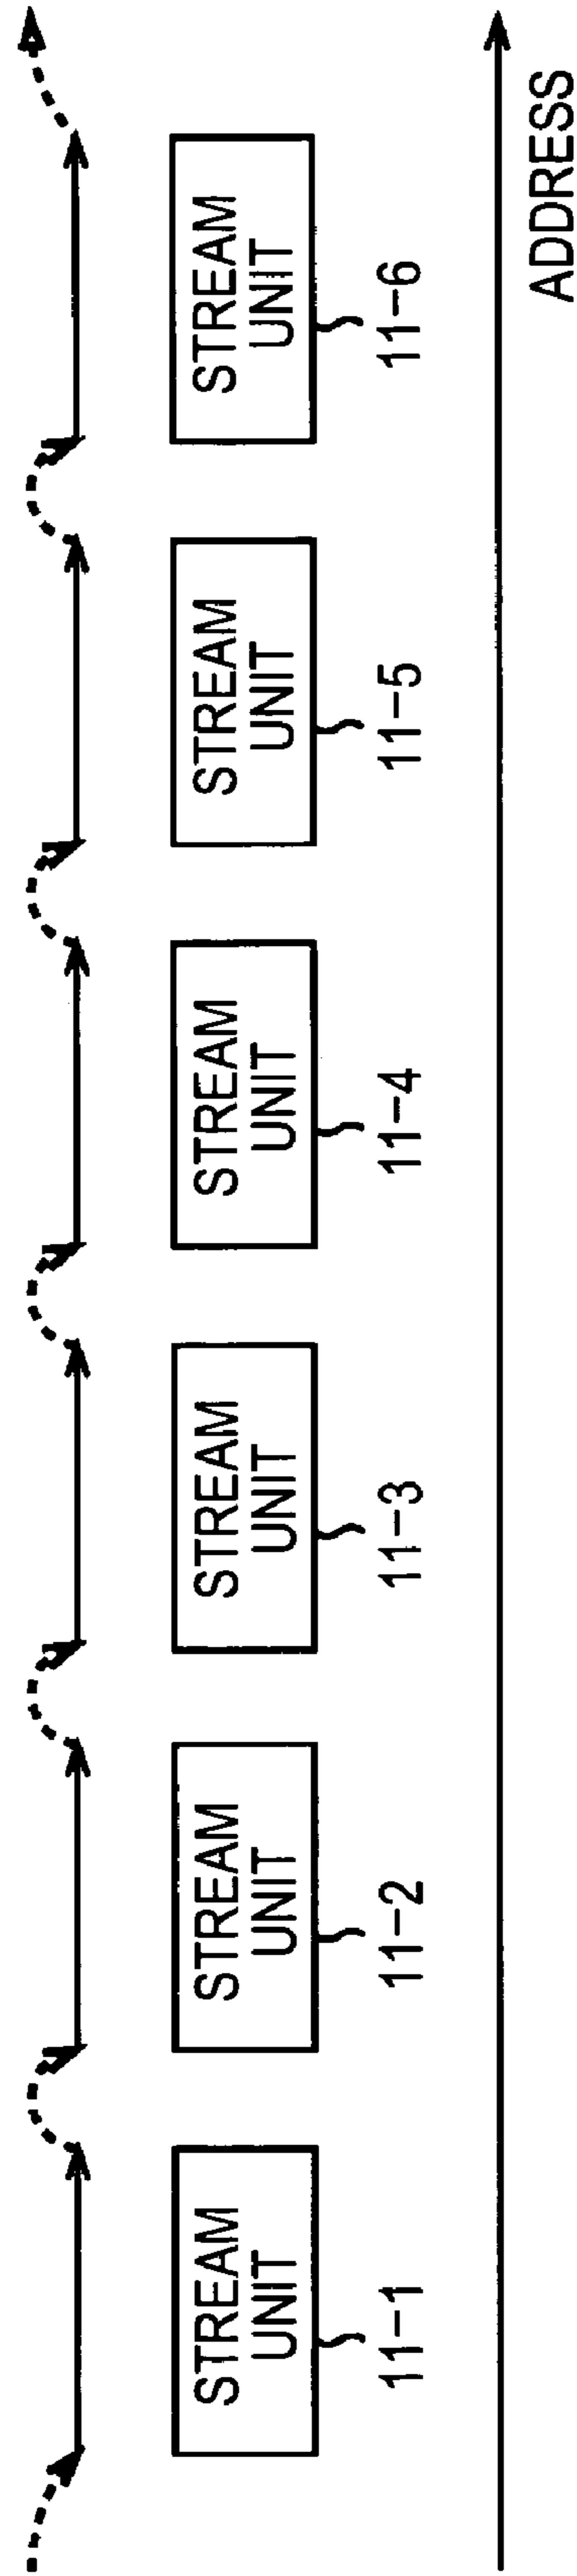 STREAM
UNIT
11-1
STREAM
UNIT
11-2
STREAM
UNIT
11-3
STREAM
UNIT
11-4
STREAM
UNIT
11-5
STREAM
UNIT
11-6
ADDRESS